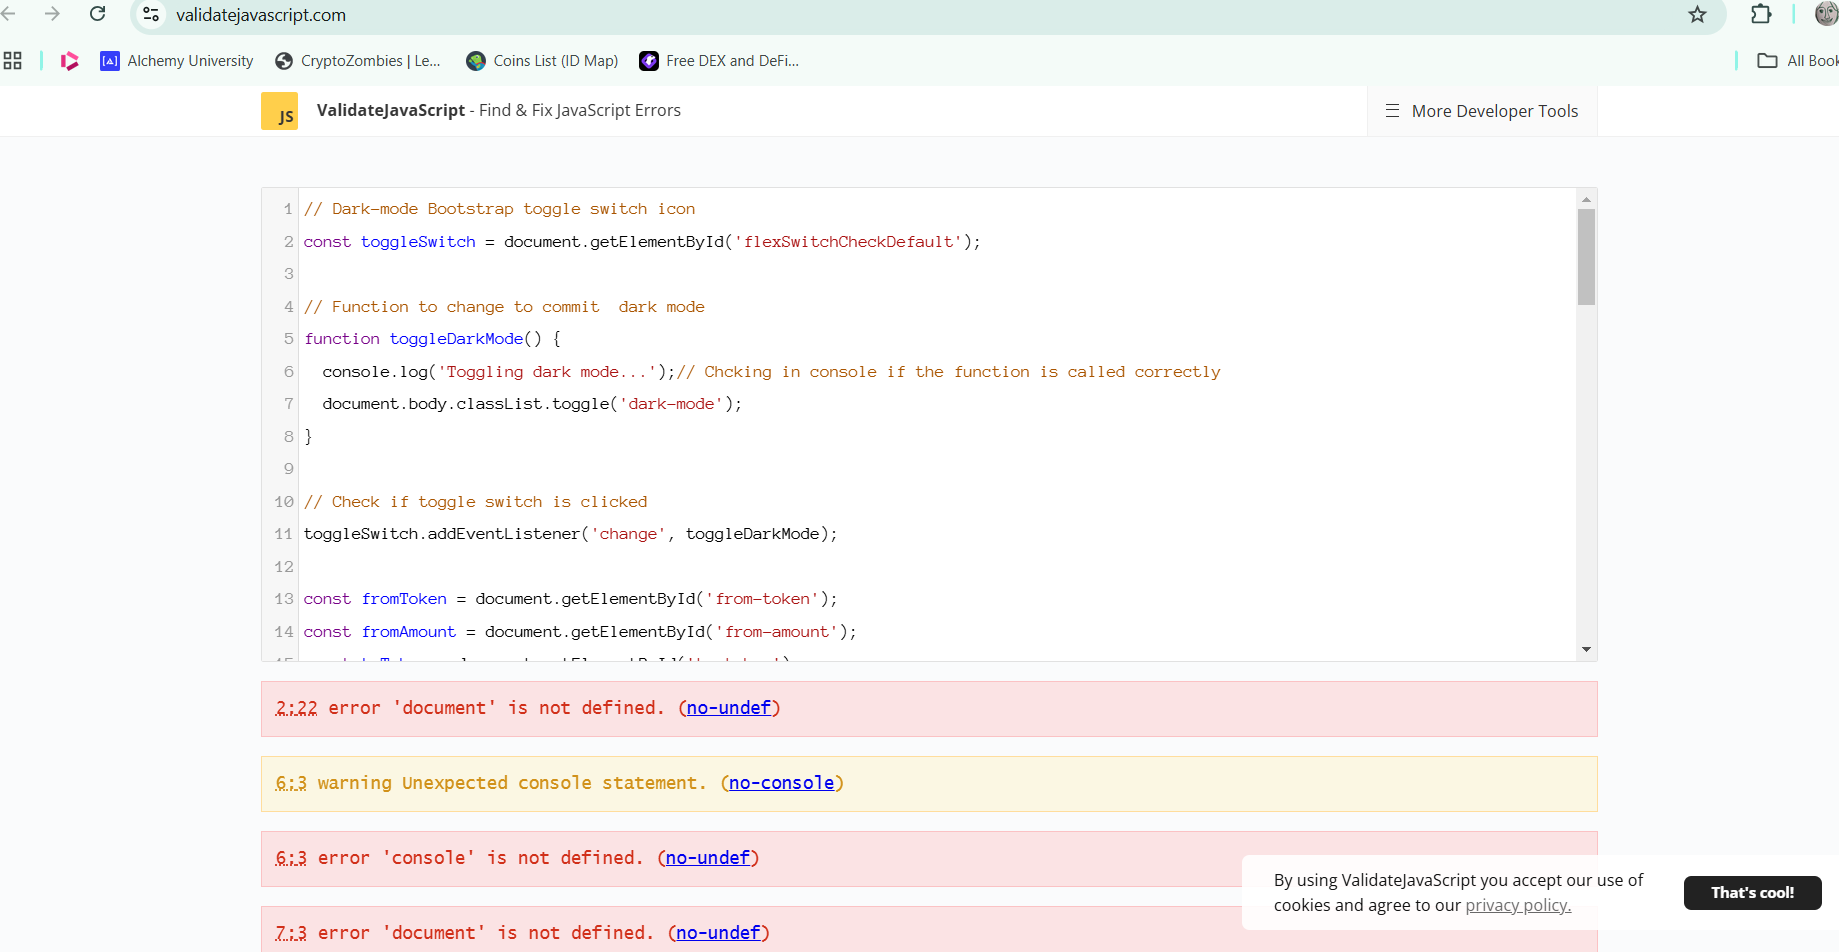 validatejavascript.com
Alchemy University
CryptoZombies | Le...
Coins List (ID Map)
Free DEX and DeFi...
All Book
JS
ValidateJavaScript - Find & Fix JavaScript Errors
More Developer Tools
1 // Dark-mode Bootstrap toggle switch icon
2 const toggleSwitch = document.getElementById('flexSwitchCheckDefault');
3
4 // Function to change to commit  dark mode
5 function toggleDarkMode() {
6   console.log('Toggling dark mode...');// Chcking in console if the function is called correctly
7   document.body.classList.toggle('dark-mode');
8 }
9
10 // Check if toggle switch is clicked
11 toggleSwitch.addEventListener('change', toggleDarkMode);
12
13 const fromToken = document.getElementById('from-token');
14 const fromAmount = document.getElementById('from-amount');
2:22 error 'document' is not defined. (no-undef)
6:3 warning Unexpected console statement. (no-console)
6:3 error 'console' is not defined. (no-undef)
7:3 error 'document' is not defined. (no-undef)
By using ValidateJavaScript you accept our use of
cookies and agree to our privacy policy.
That's cool!